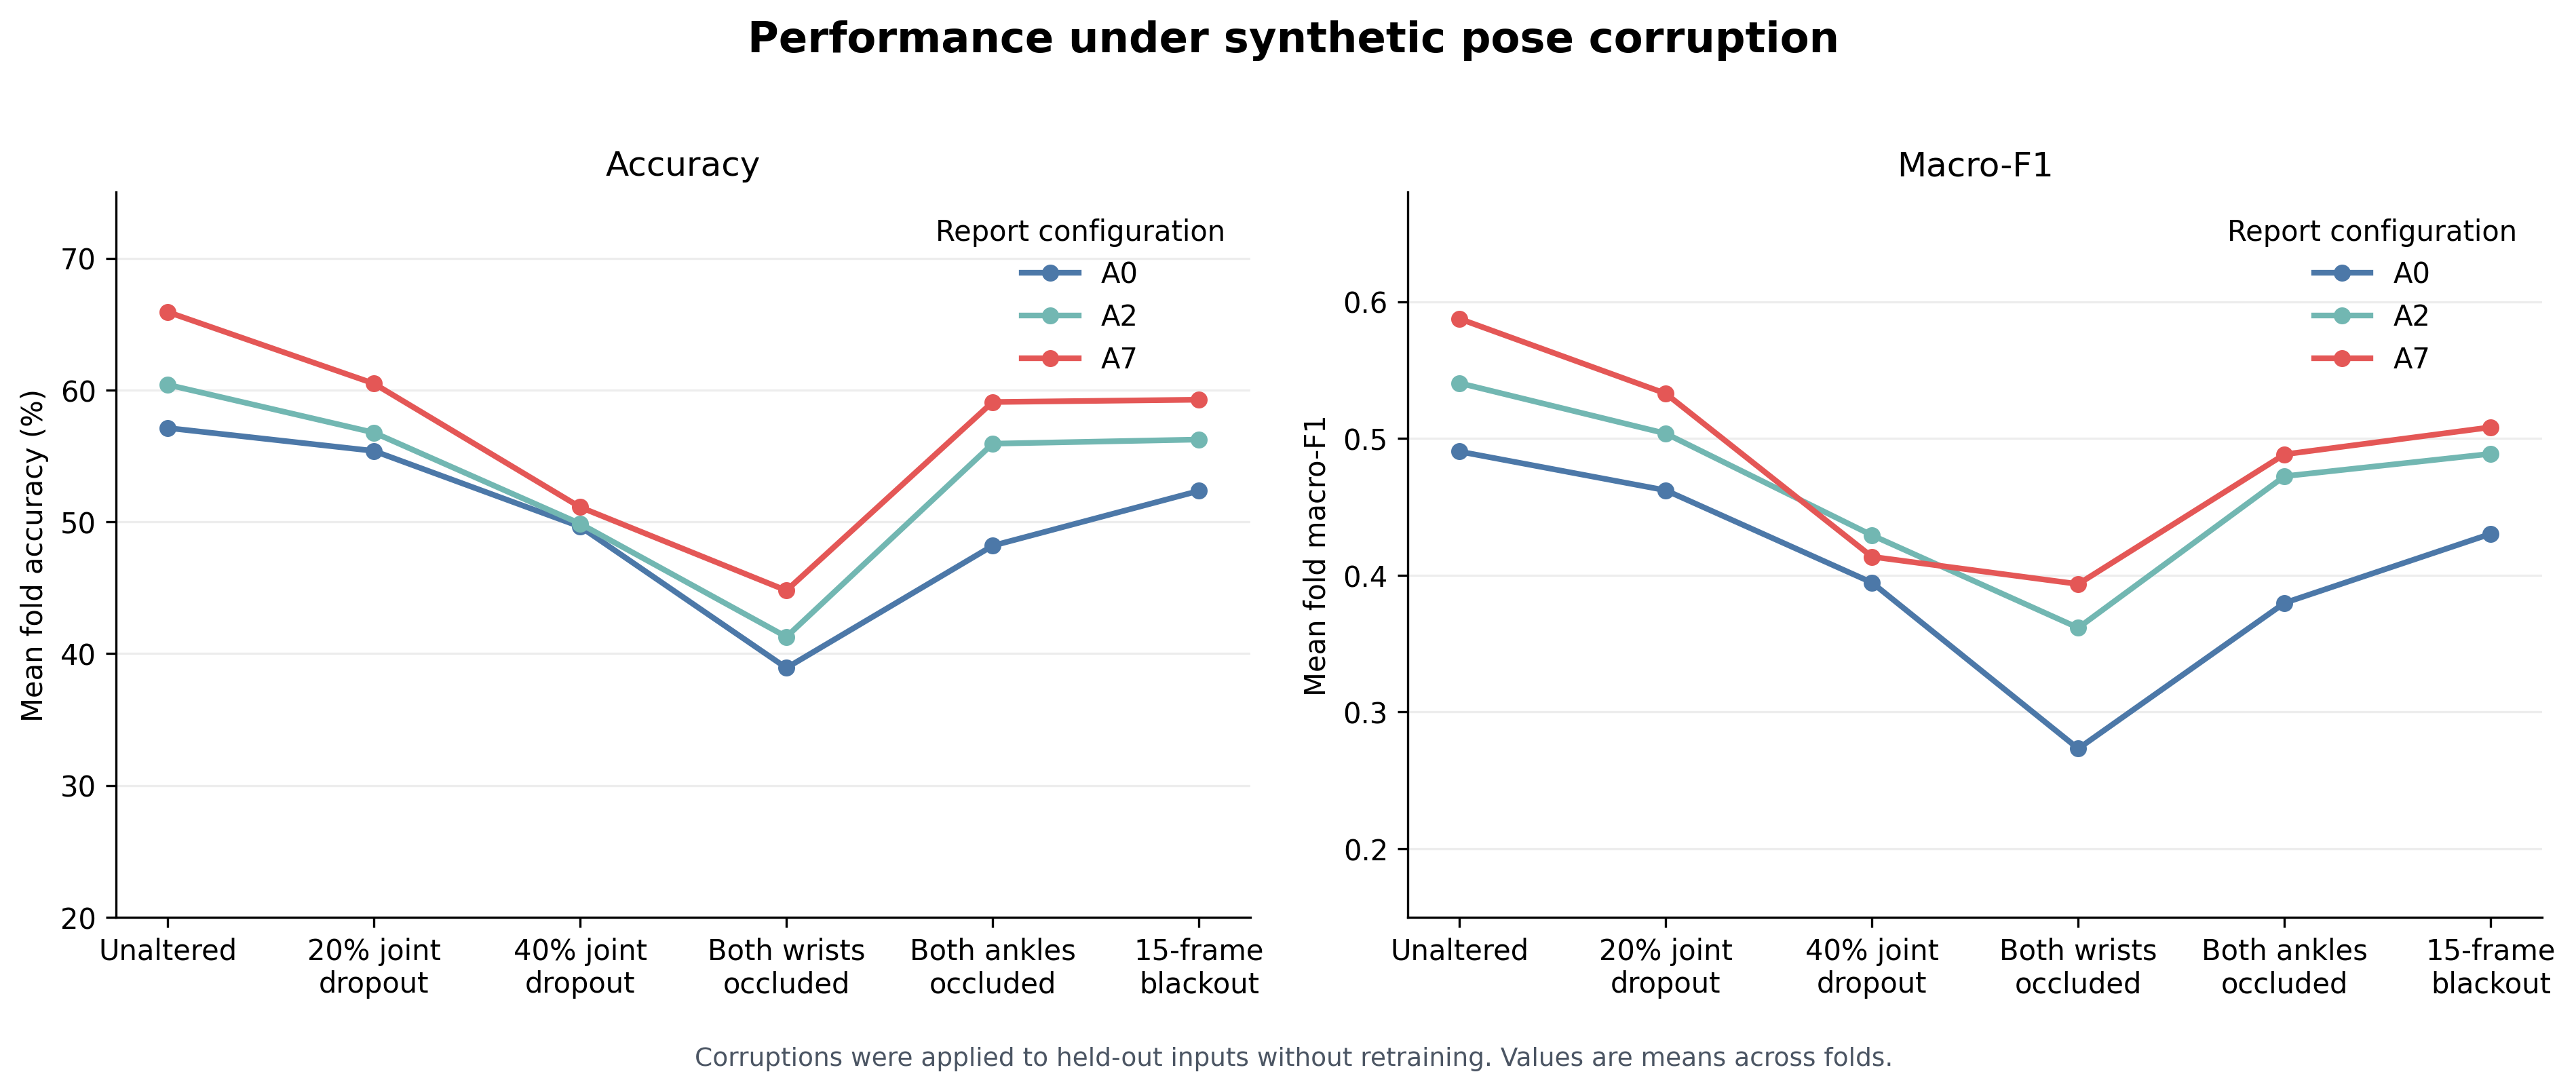 Performance under synthetic pose corruption
Accuracy
Report configuration
A0
A2
A7
Mean fold accuracy (%)
70
60
50
40
30
20
Unaltered
20% joint
dropout
40% joint
dropout
Both wrists
occluded
Both ankles
occluded
15-frame
blackout
Macro-F1
Report configuration
A0
A2
A7
Mean fold macro-F1
0.6
0.5
0.4
0.3
0.2
Unaltered
20% joint
dropout
40% joint
dropout
Both wrists
occluded
Both ankles
occluded
15-frame
blackout
Corruptions were applied to held-out inputs without retraining. Values are means across folds.